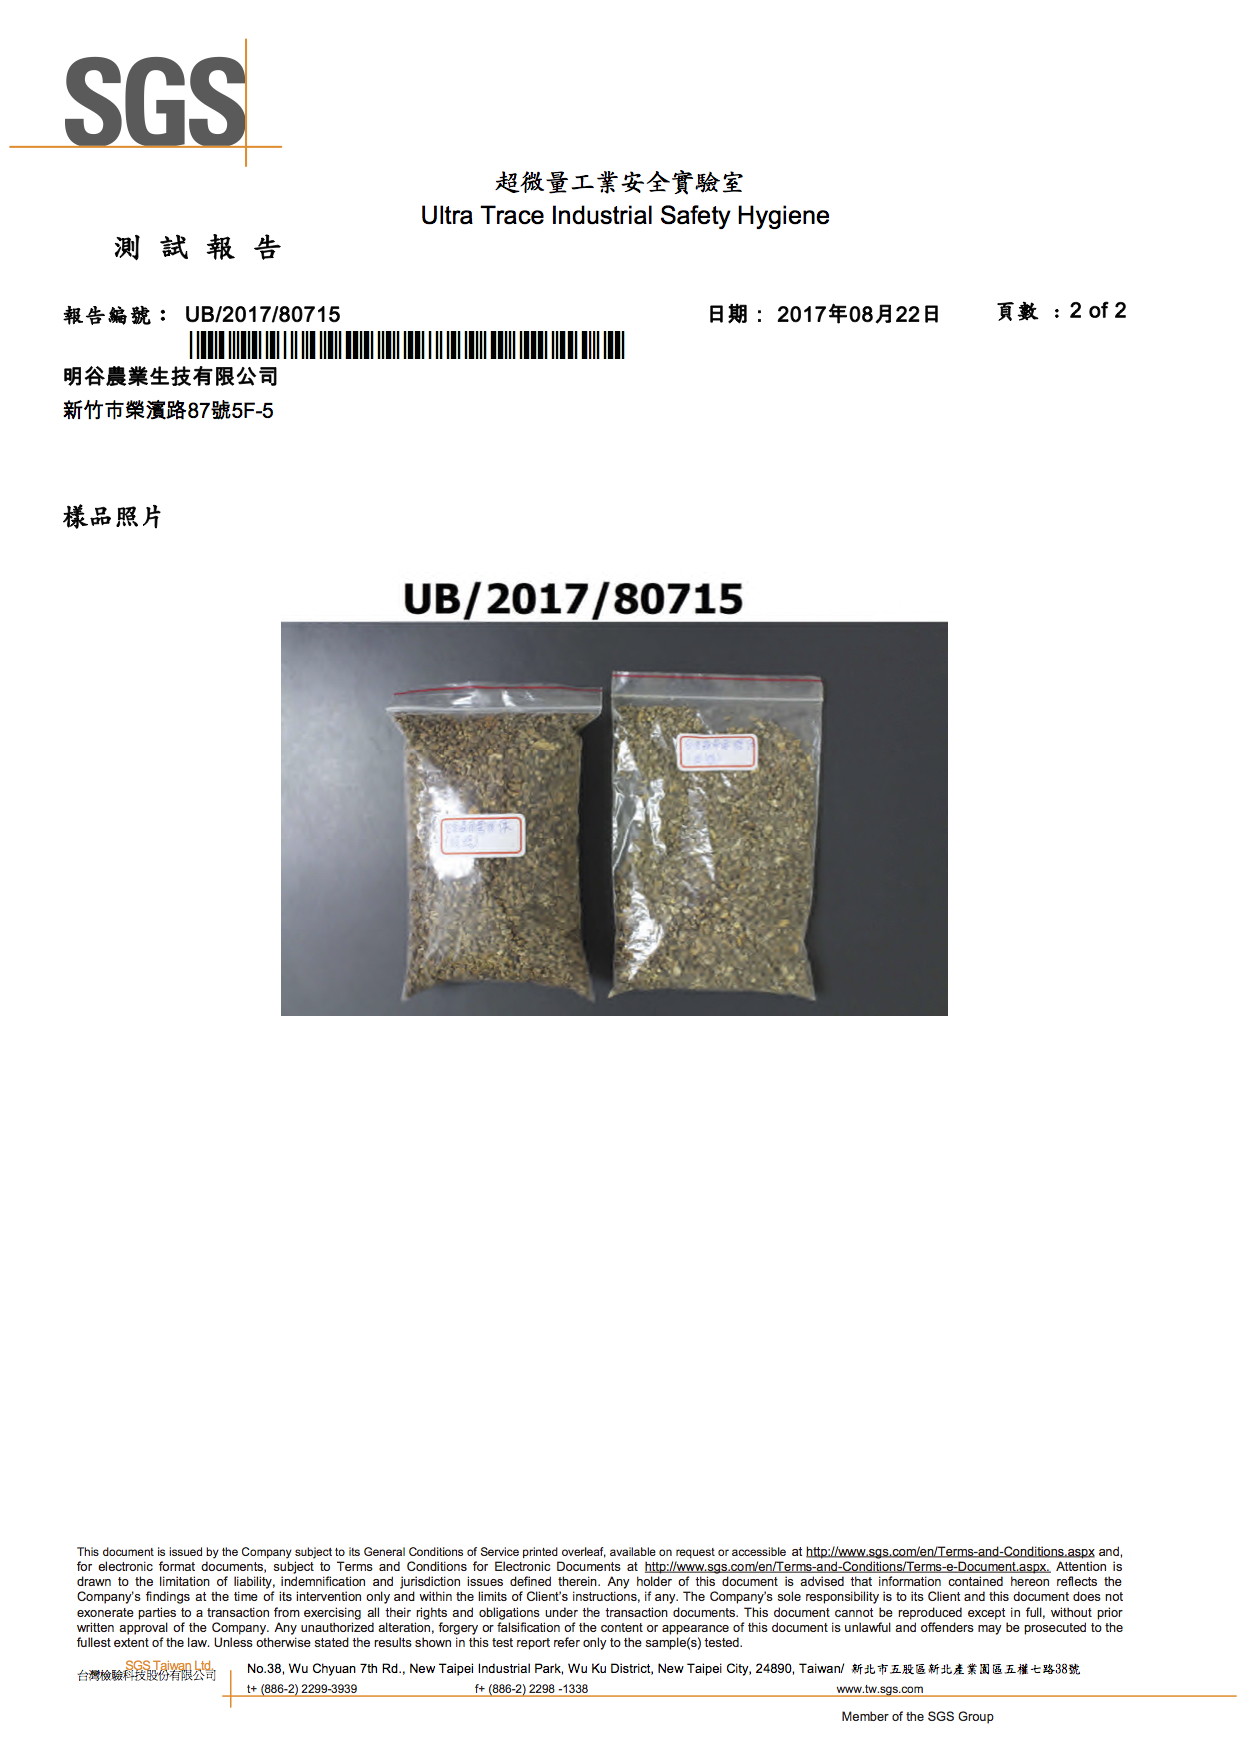 SGS
超微量工業安全實驗室
Ultra Trace Industrial Safety Hygiene
測 試 報 告
報告編號： UB/2017/80715
日期： 2017年08月22日
頁數 ：2 of 2
明谷農業生技有限公司
新竹市榮濱路87號5F-5
樣品照片
UB/2017/80715
This document is issued by the Company subject to its General Conditions of Service printed overleaf, available on request or accessible at http://www.sgs.com/en/Terms-and-Conditions.aspx and,
for electronic format documents, subject to Terms and Conditions for Electronic Documents at http://www.sgs.com/en/Terms-and-Conditions/Terms-e-Document.aspx. Attention is
drawn to the limitation of liability, indemnification and jurisdiction issues defined therein. Any holder of this document is advised that information contained hereon reflects the
Company's findings at the time of its intervention only and within the limits of Client's instructions, if any. The Company's sole responsibility is to its Client and this document does not
exonerate parties to a transaction from exercising all their rights and obligations under the transaction documents. This document cannot be reproduced except in full, without prior
written approval of the Company. Any unauthorized alteration, forgery or falsification of the content or appearance of this document is unlawful and offenders may be prosecuted to the
fullest extent of the law. Unless otherwise stated the results shown in this test report refer only to the sample(s) tested.
SGS Taiwan Ltd.
台灣檢驗科技股份有限公司
No.38, Wu Chyuan 7th Rd., New Taipei Industrial Park, Wu Ku District, New Taipei City, 24890, Taiwan/ 新北市五股區新北產業園區五權七路38號
t+ (886-2) 2299-3939
f+ (886-2) 2298 -1338
www.tw.sgs.com
Member of the SGS Group